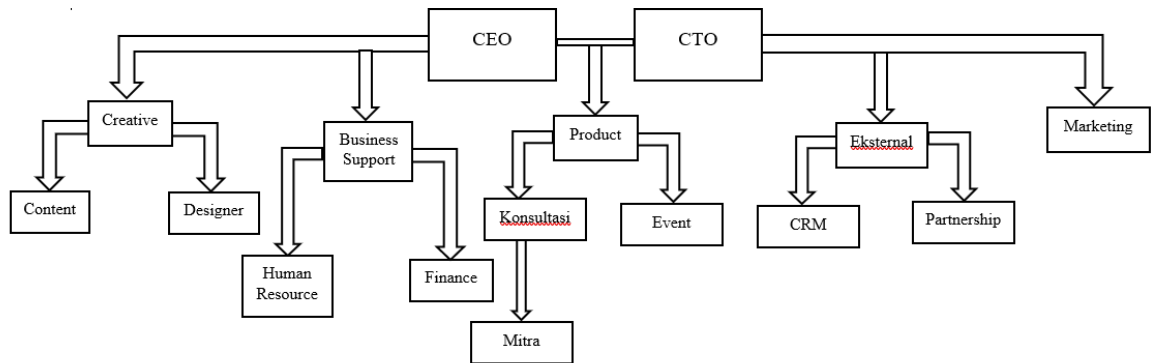 CEO
CTO
Creative
Business
Support
Product
Eksternal
Marketing
Content
Designer
Konsultasi
Event
CRM
Partnership
Human
Resource
Finance
Mitra